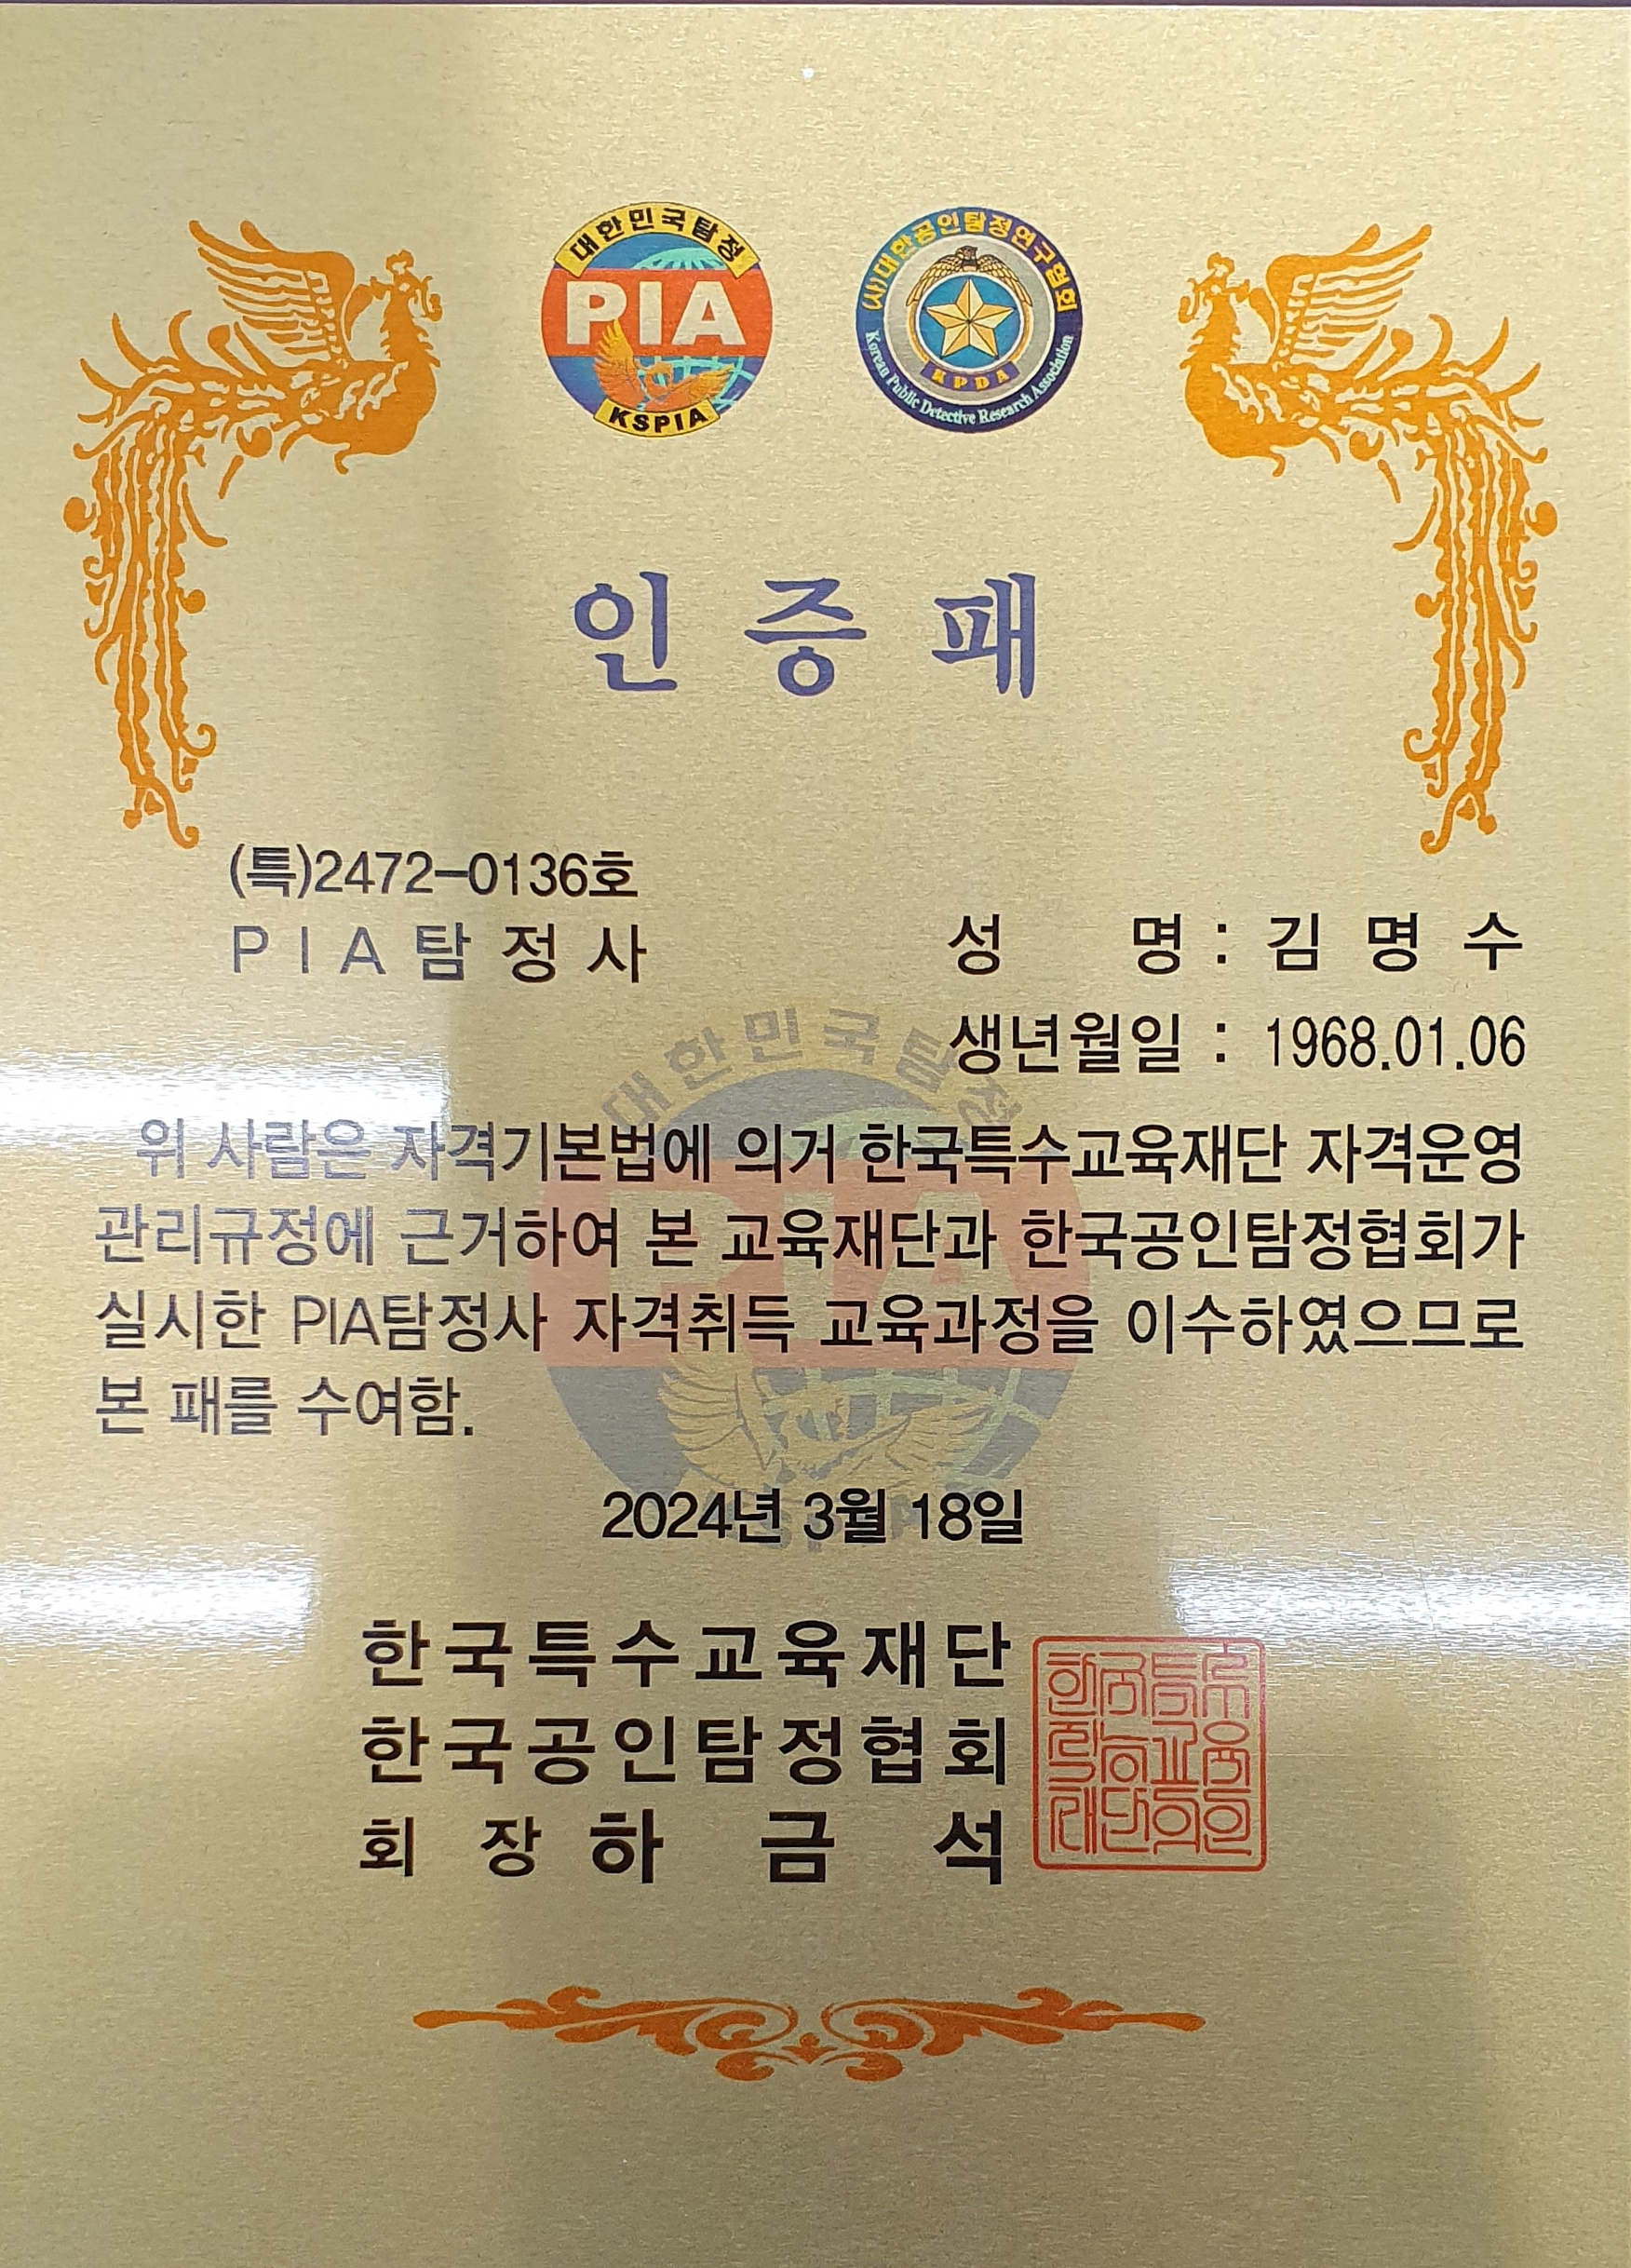 대한민국탐정
PIA
KSPIA
(사)대한공인탐정연구협회
KPDA
Korean Public Detective Research Association
인증패
(특)2472-0136호
PIA탐정사
성 명 : 김 명 수
생년월일 : 1968.01.06
대한민국탐정
PIA
위 사람은 자격기본법에 의거 한국특수교육재단 자격운영
관리규정에 근거하여 본 교육재단과 한국공인탐정협회가
실시한 PIA탐정사 자격취득 교육과정을 이수하였으므로
본 패를 수여함.
2024년 3월 18일
한국특수교육재단
한국공인탐정협회
회 장 하 금 석